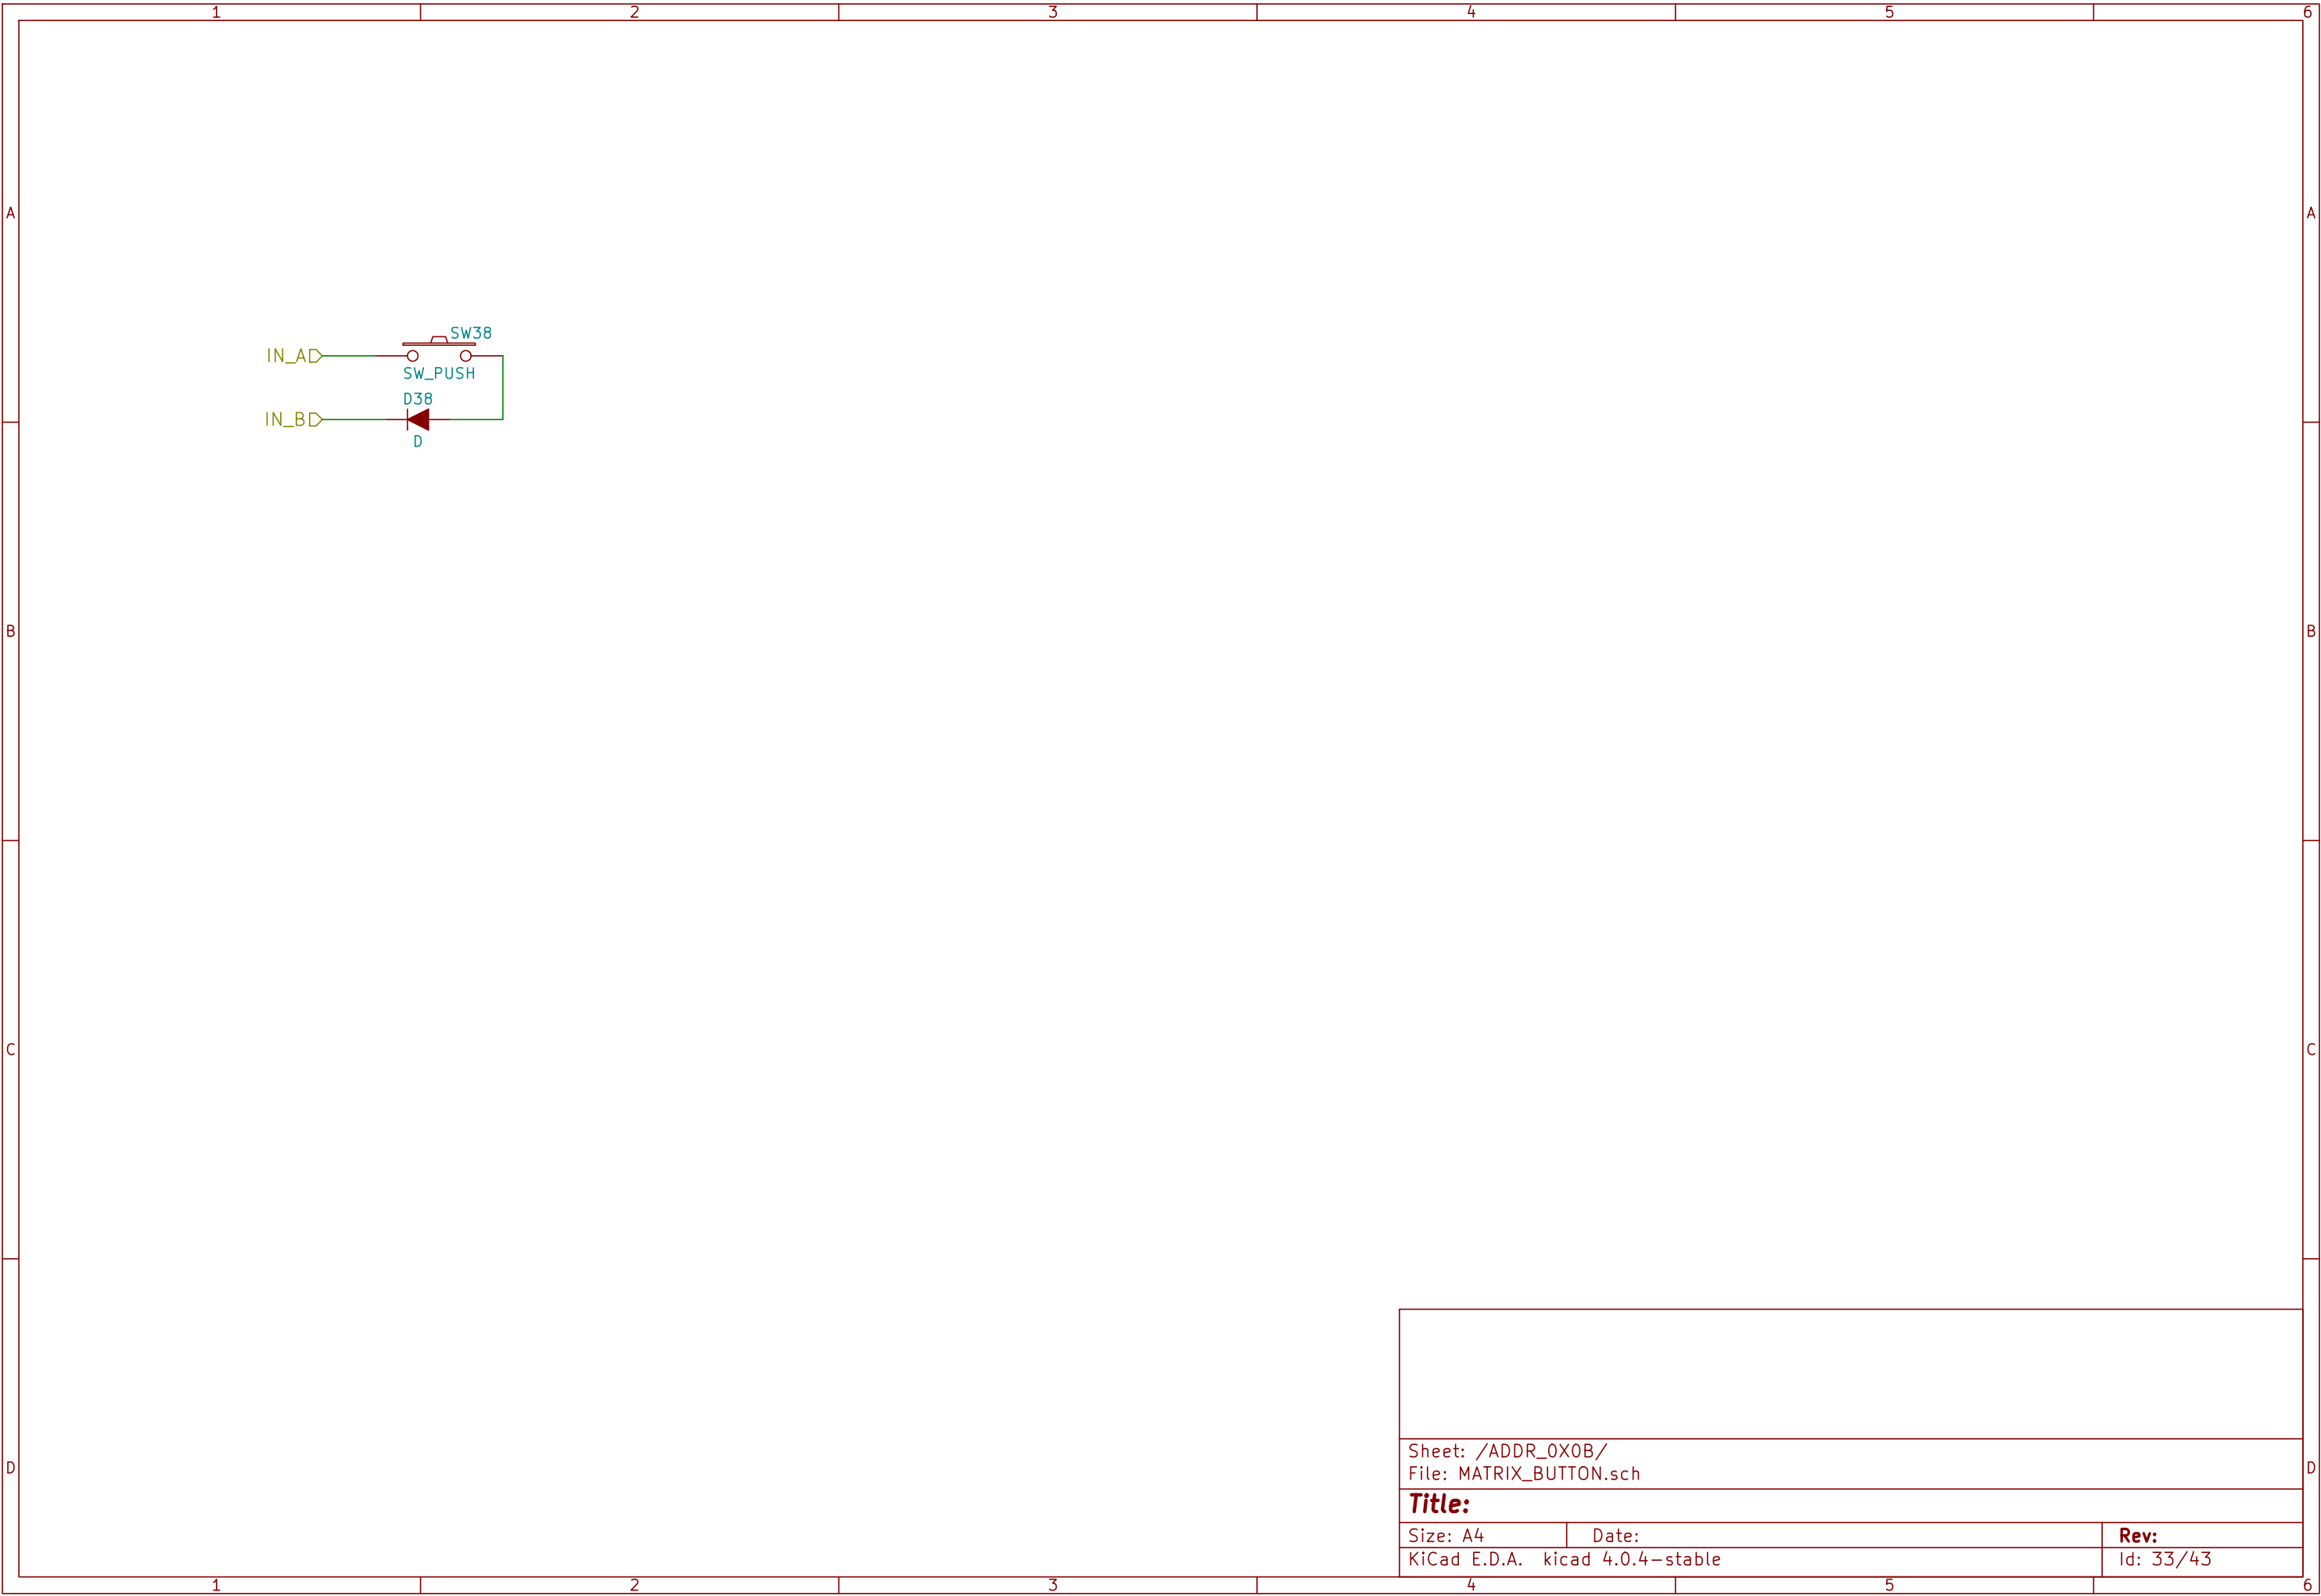 1 2 3 4 5 6
A A
SW38
IN_A
SW_PUSH
D38
IN_B
D
B B
C C
Sheet: /ADDR_0X0B/
File: MATRIX_BUTTON.sch
D D
Title:
Size: A4 Date: Rev:
KiCad E.D.A. kicad 4.0.4-stable Id: 33/43
1 2 3 4 5 6